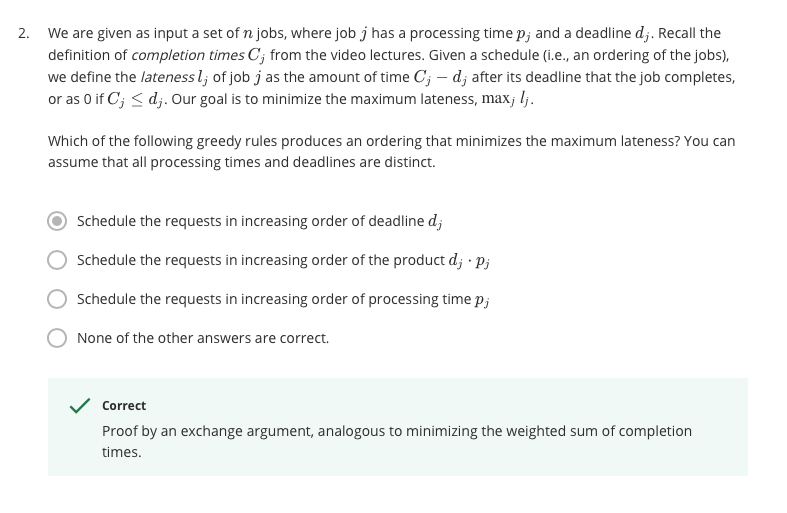 2. We are given as input a set of n jobs, where job j has a processing time p_j and a deadline d_j. Recall the
definition of completion times C_j from the video lectures. Given a schedule (i.e., an ordering of the jobs),
we define the lateness l_j of job j as the amount of time C_j − d_j after its deadline that the job completes,
or as 0 if C_j ≤ d_j. Our goal is to minimize the maximum lateness, max_j l_j.
Which of the following greedy rules produces an ordering that minimizes the maximum lateness? You can
assume that all processing times and deadlines are distinct.
Schedule the requests in increasing order of deadline d_j
Schedule the requests in increasing order of the product d_j · p_j
Schedule the requests in increasing order of processing time p_j
None of the other answers are correct.
Correct
Proof by an exchange argument, analogous to minimizing the weighted sum of completion
times.